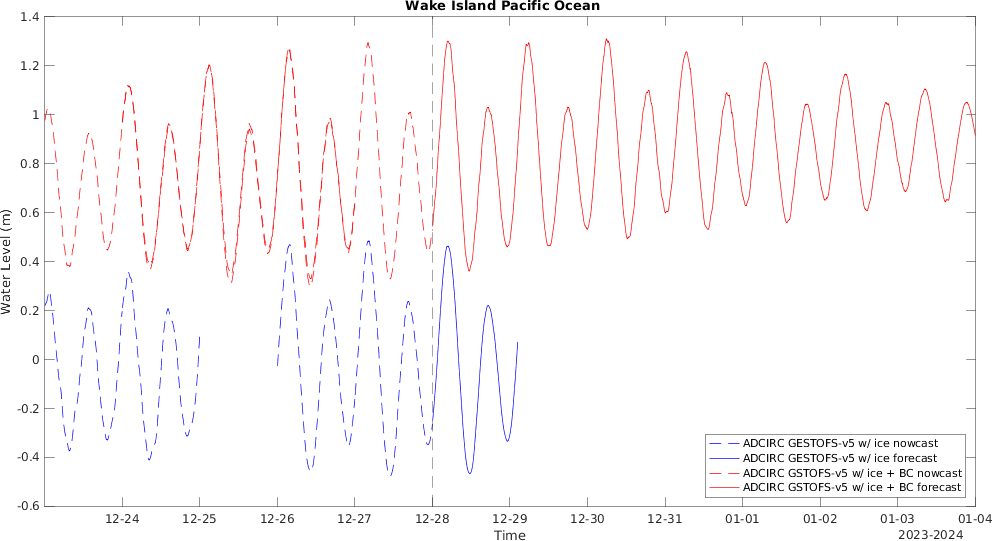 Wake Island Pacific Ocean
1.4
1.2
1
0.8
0.6
0.4
0.2
0
-0.2
-0.4
-0.6
Water Level (m)
ADCIRC GESTOFS-v5 w/ ice nowcast
ADCIRC GESTOFS-v5 w/ ice forecast
ADCIRC GSTOFS-v5 w/ ice + BC nowcast
ADCIRC GSTOFS-v5 w/ ice + BC forecast
12-24 12-25 12-26 12-27 12-28 12-29 12-30 12-31 01-01 01-02 01-03 01-04
Time
2023-2024